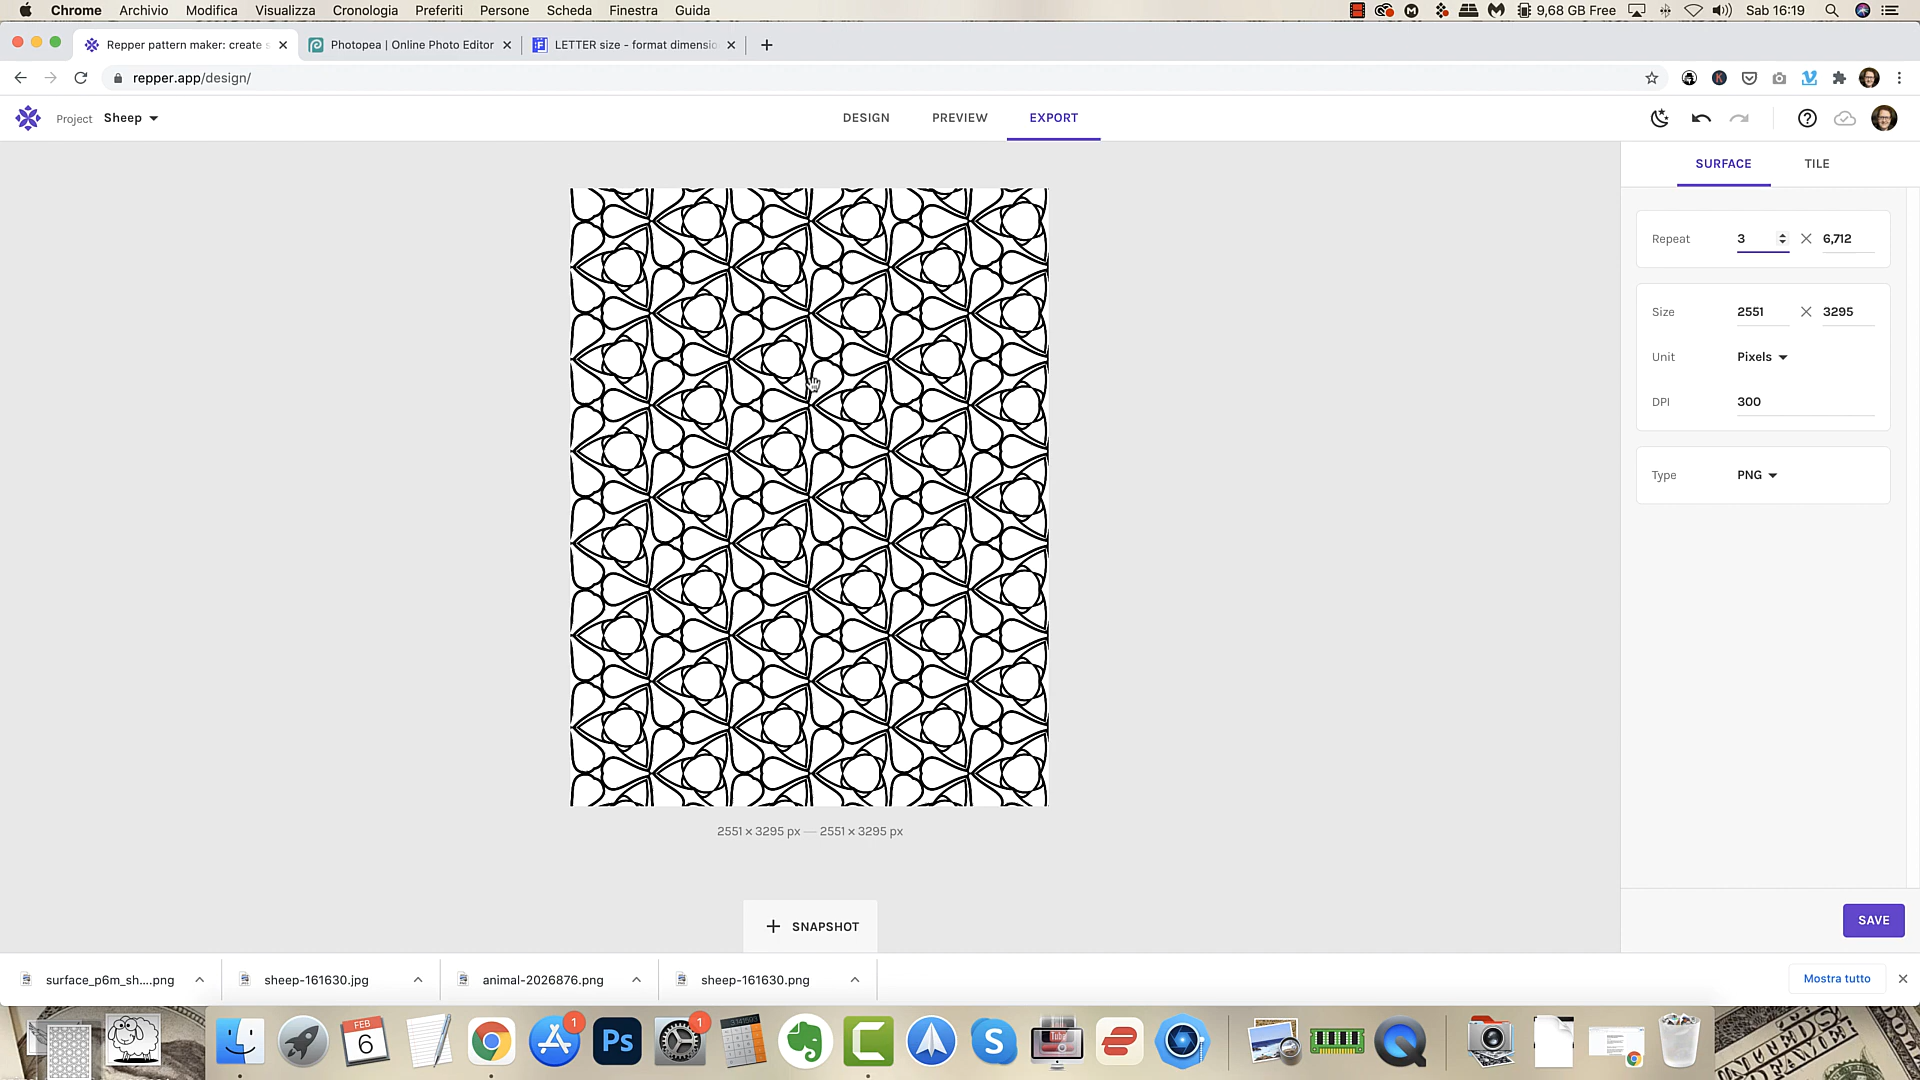 Chrome Archivio Modifica Visualizza Cronologia Preferiti Persone Scheda Finestra Guida 9,68 GB Free Sab 16:19
Repper pattern maker: create s Photopea | Online Photo Editor LETTER size - format dimensio
repper.app/design/
Project Sheep DESIGN PREVIEW EXPORT
SURFACE TILE
Repeat 3 6,712
Size 2551 3295
Unit Pixels
DPI 300
Type PNG
2551 × 3295 px — 2551 × 3295 px
SNAPSHOT
SAVE
surface_p6m_sh....png sheep-161630.jpg animal-2026876.png sheep-161630.png Mostra tutto
FEB
6
1
Ps
1